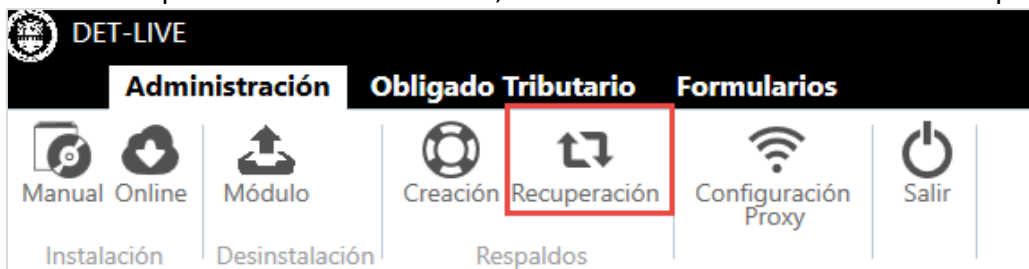 DET-LIVE
Administración Obligado Tributario Formularios
Manual Online Módulo Creación Recuperación Configuración Proxy Salir
Instalación Desinstalación Respaldos